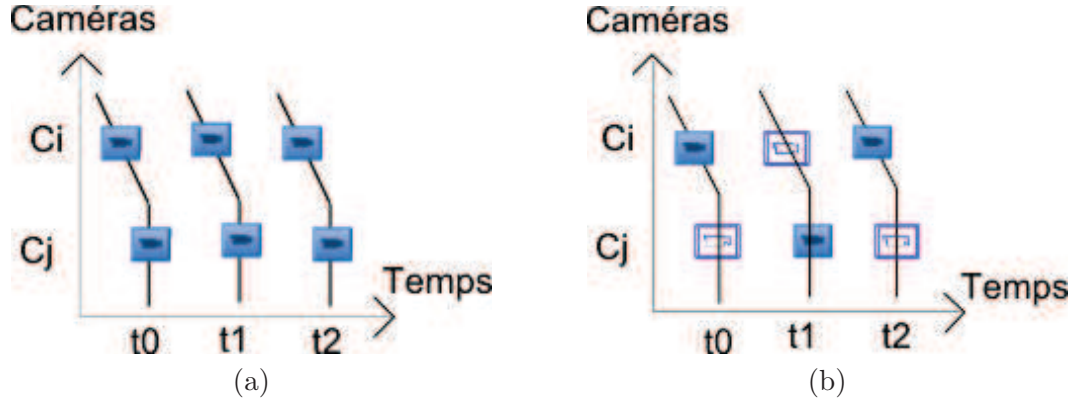 Caméras
Ci
Cj
Temps
t0 t1 t2
(a)
Caméras
Ci
Cj
Temps
t0 t1 t2
(b)